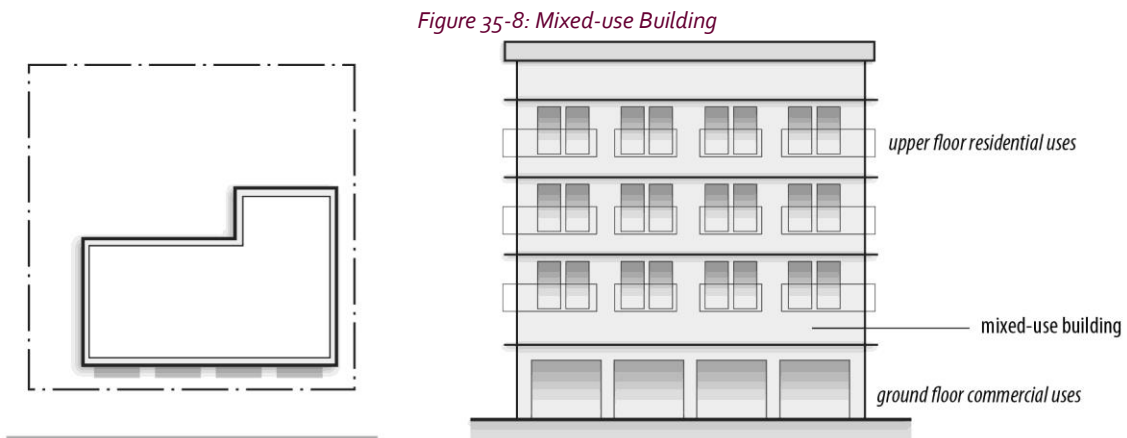 Figure 35-8: Mixed-use Building
upper floor residential uses
mixed-use building
ground floor commercial uses